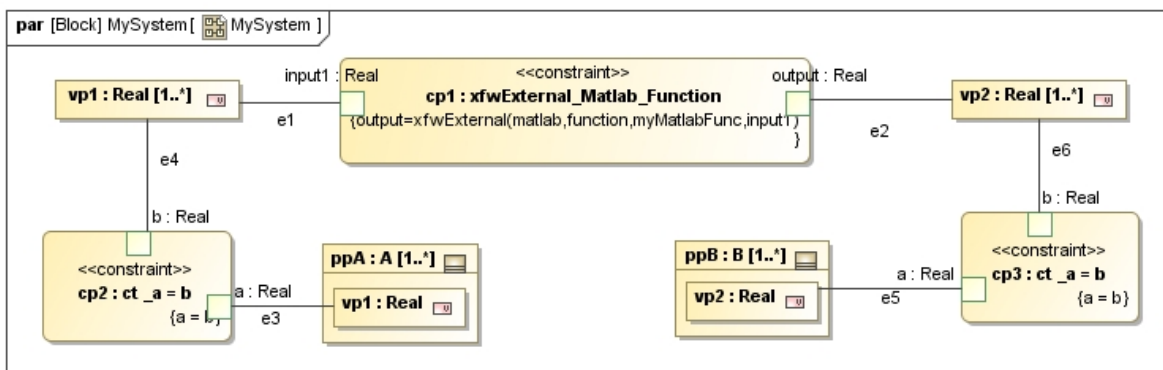 par [Block] MySystem [ MySystem ]
input1 : Real
<<constraint>>
output : Real
vp1 : Real [1..*]
cp1 : xfwExternal_Matlab_Function
vp2 : Real [1..*]
{output=xfwExternal(matlab,function,myMatlabFunc,input1)
}
e1
e2
e4
e6
b : Real
b : Real
<<constraint>>
cp2 : ct _a = b
{a = b}
a : Real
e3
ppA : A [1..*]
vp1 : Real
ppB : B [1..*]
vp2 : Real
a : Real
e5
<<constraint>>
cp3 : ct _a = b
{a = b}